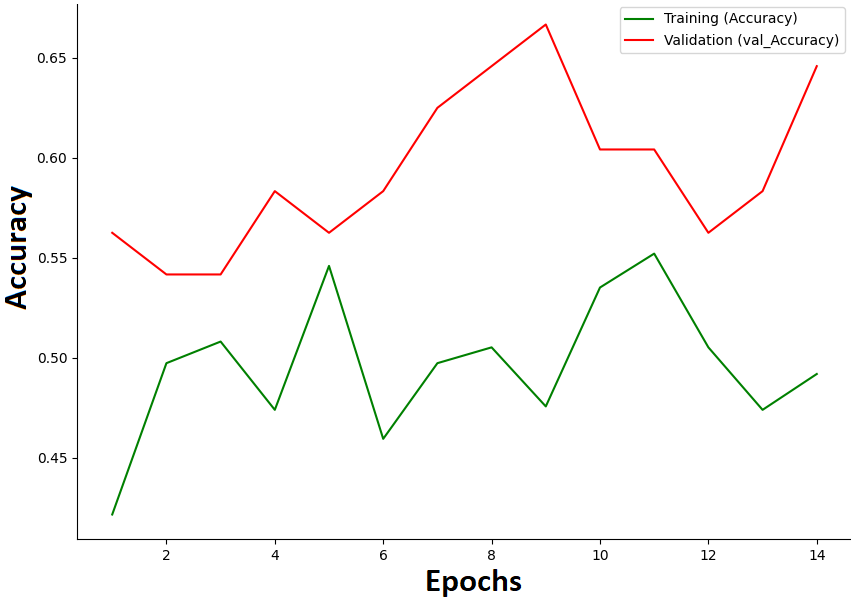 Training (Accuracy)
Validation (val_Accuracy)
0.65
0.60
0.55
0.50
0.45
Accuracy
2 4 6 8 10 12 14
Epochs